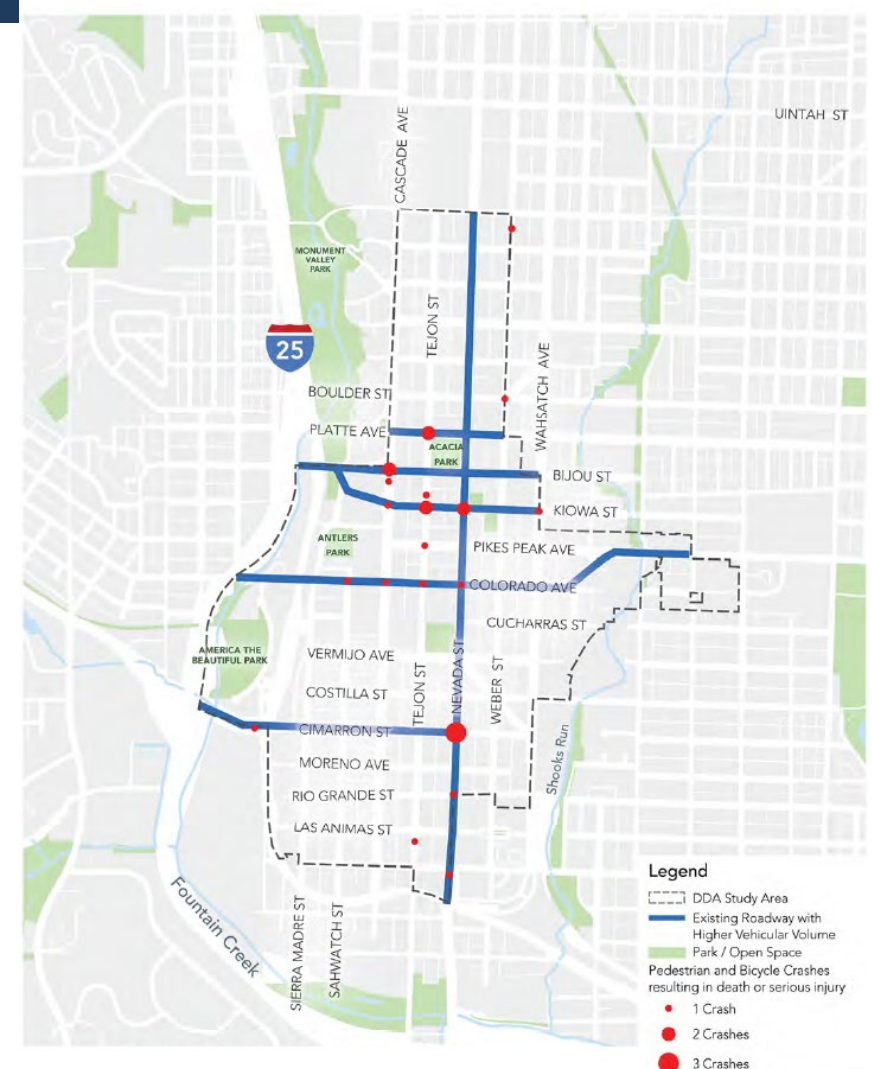 UINTAH ST
CASCADE AVE
MONUMENT
VALLEY
PARK
TEJON ST
25
WAHSATCH AVE
BOULDER ST
PLATTE AVE
ACACIA
PARK
BIJOU ST
KIOWA ST
ANTLERS
PARK
PIKES PEAK AVE
COLORADO AVE
CUCHARRAS ST
AMERICA THE
BEAUTIFUL PARK
VERMIJO AVE
COSTILLA ST
TEJON ST
NEVADA ST
WEBER ST
CIMARRON ST
Shooks Run
MORENO AVE
RIO GRANDE ST
LAS ANIMAS ST
Fountain Creek
SIERRA MADRE ST
SAHWATCH ST
Legend
DDA Study Area
Existing Roadway with
Higher Vehicular Volume
Park / Open Space
Pedestrian and Bicycle Crashes
resulting in death or serious injury
1 Crash
2 Crashes
3 Crashes